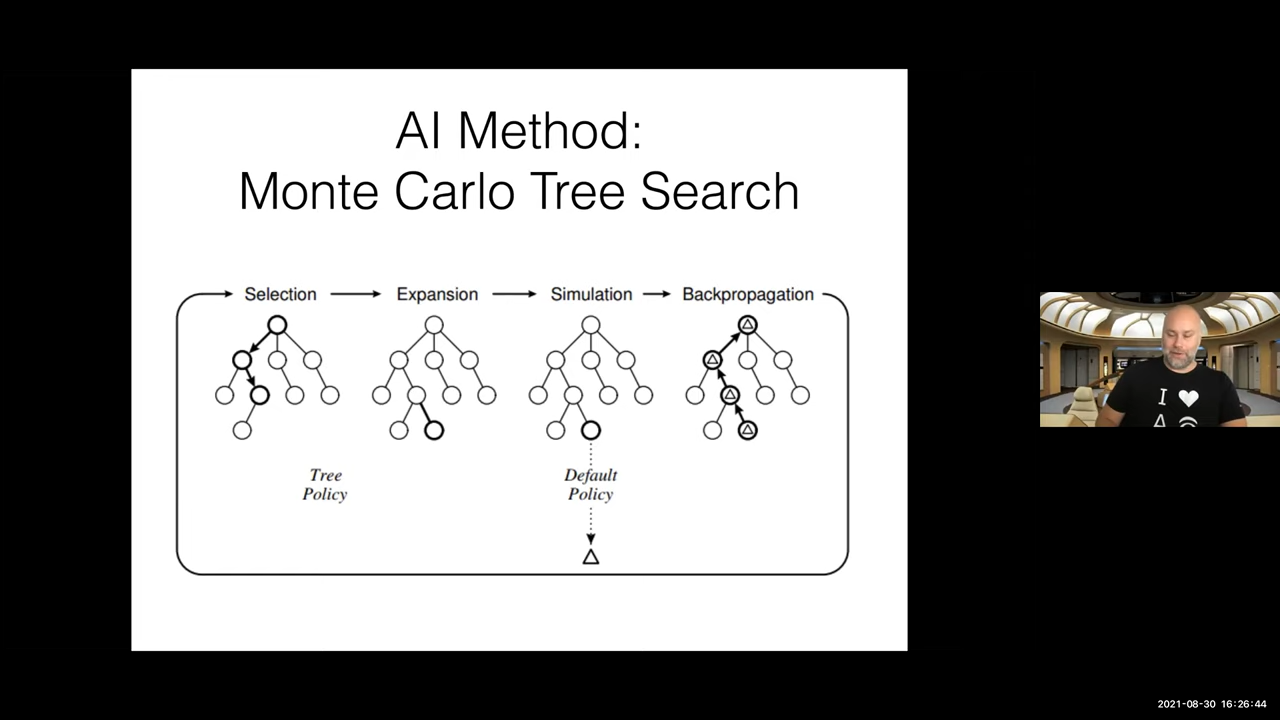 AI Method:
Monte Carlo Tree Search
Selection
Expansion
Simulation
Backpropagation
Tree
Policy
Default
Policy
I
A
2021-08-30 16:26:44